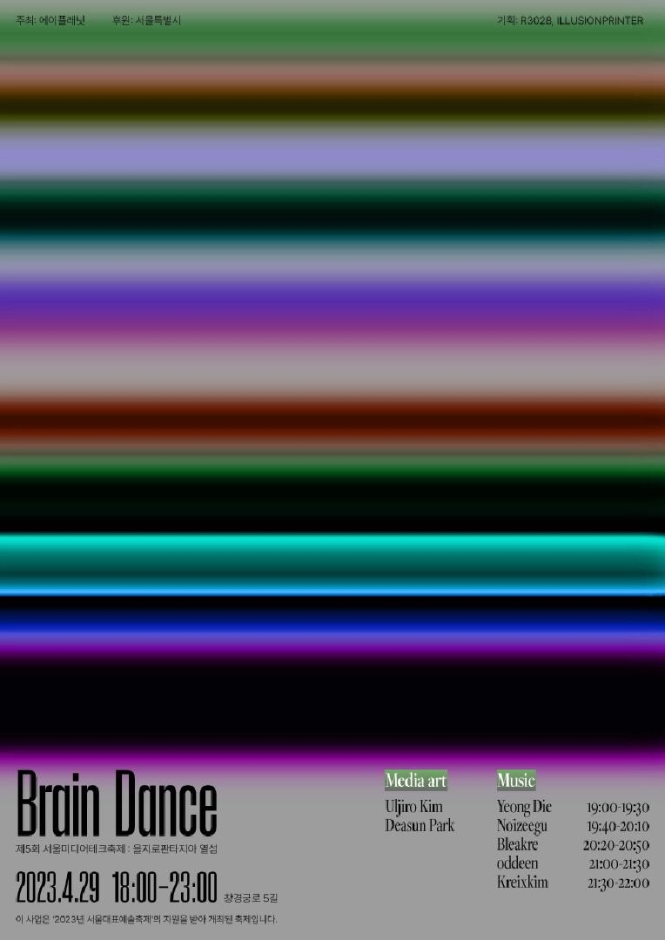 주최: 에이플래닛 후원: 서울특별시
기획: R3028, ILLUSIONPRINTER
Brain Dance
제5회 서울미디어테크축제 : 을지로판타지아 열섬
2023.4.29 18:00-23:00 창경궁로 5길
이 사업은 '2023년 서울대표예술축제'의 지원을 받아 개최된 축제입니다.
Media art
Uljiro Kim
Deasun Park
Music
Yeong Die 19:00-19:30
Noizeegu 19:40-20:10
Bleakre 20:20-20:50
oddeen 21:00-21:30
Kreixkim 21:30-22:00